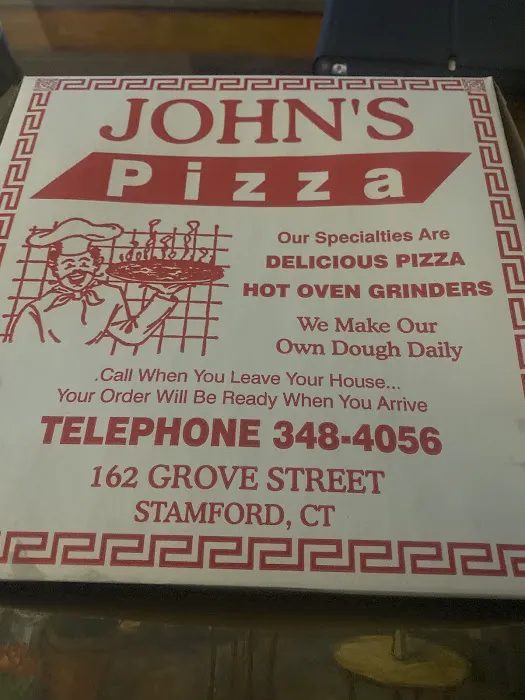 JOHN'S
Pizza
Our Specialties Are
DELICIOUS PIZZA
HOT OVEN GRINDERS
We Make Our
Own Dough Daily
.Call When You Leave Your House...
Your Order Will Be Ready When You Arrive
TELEPHONE 348-4056
162 GROVE STREET
STAMFORD, CT